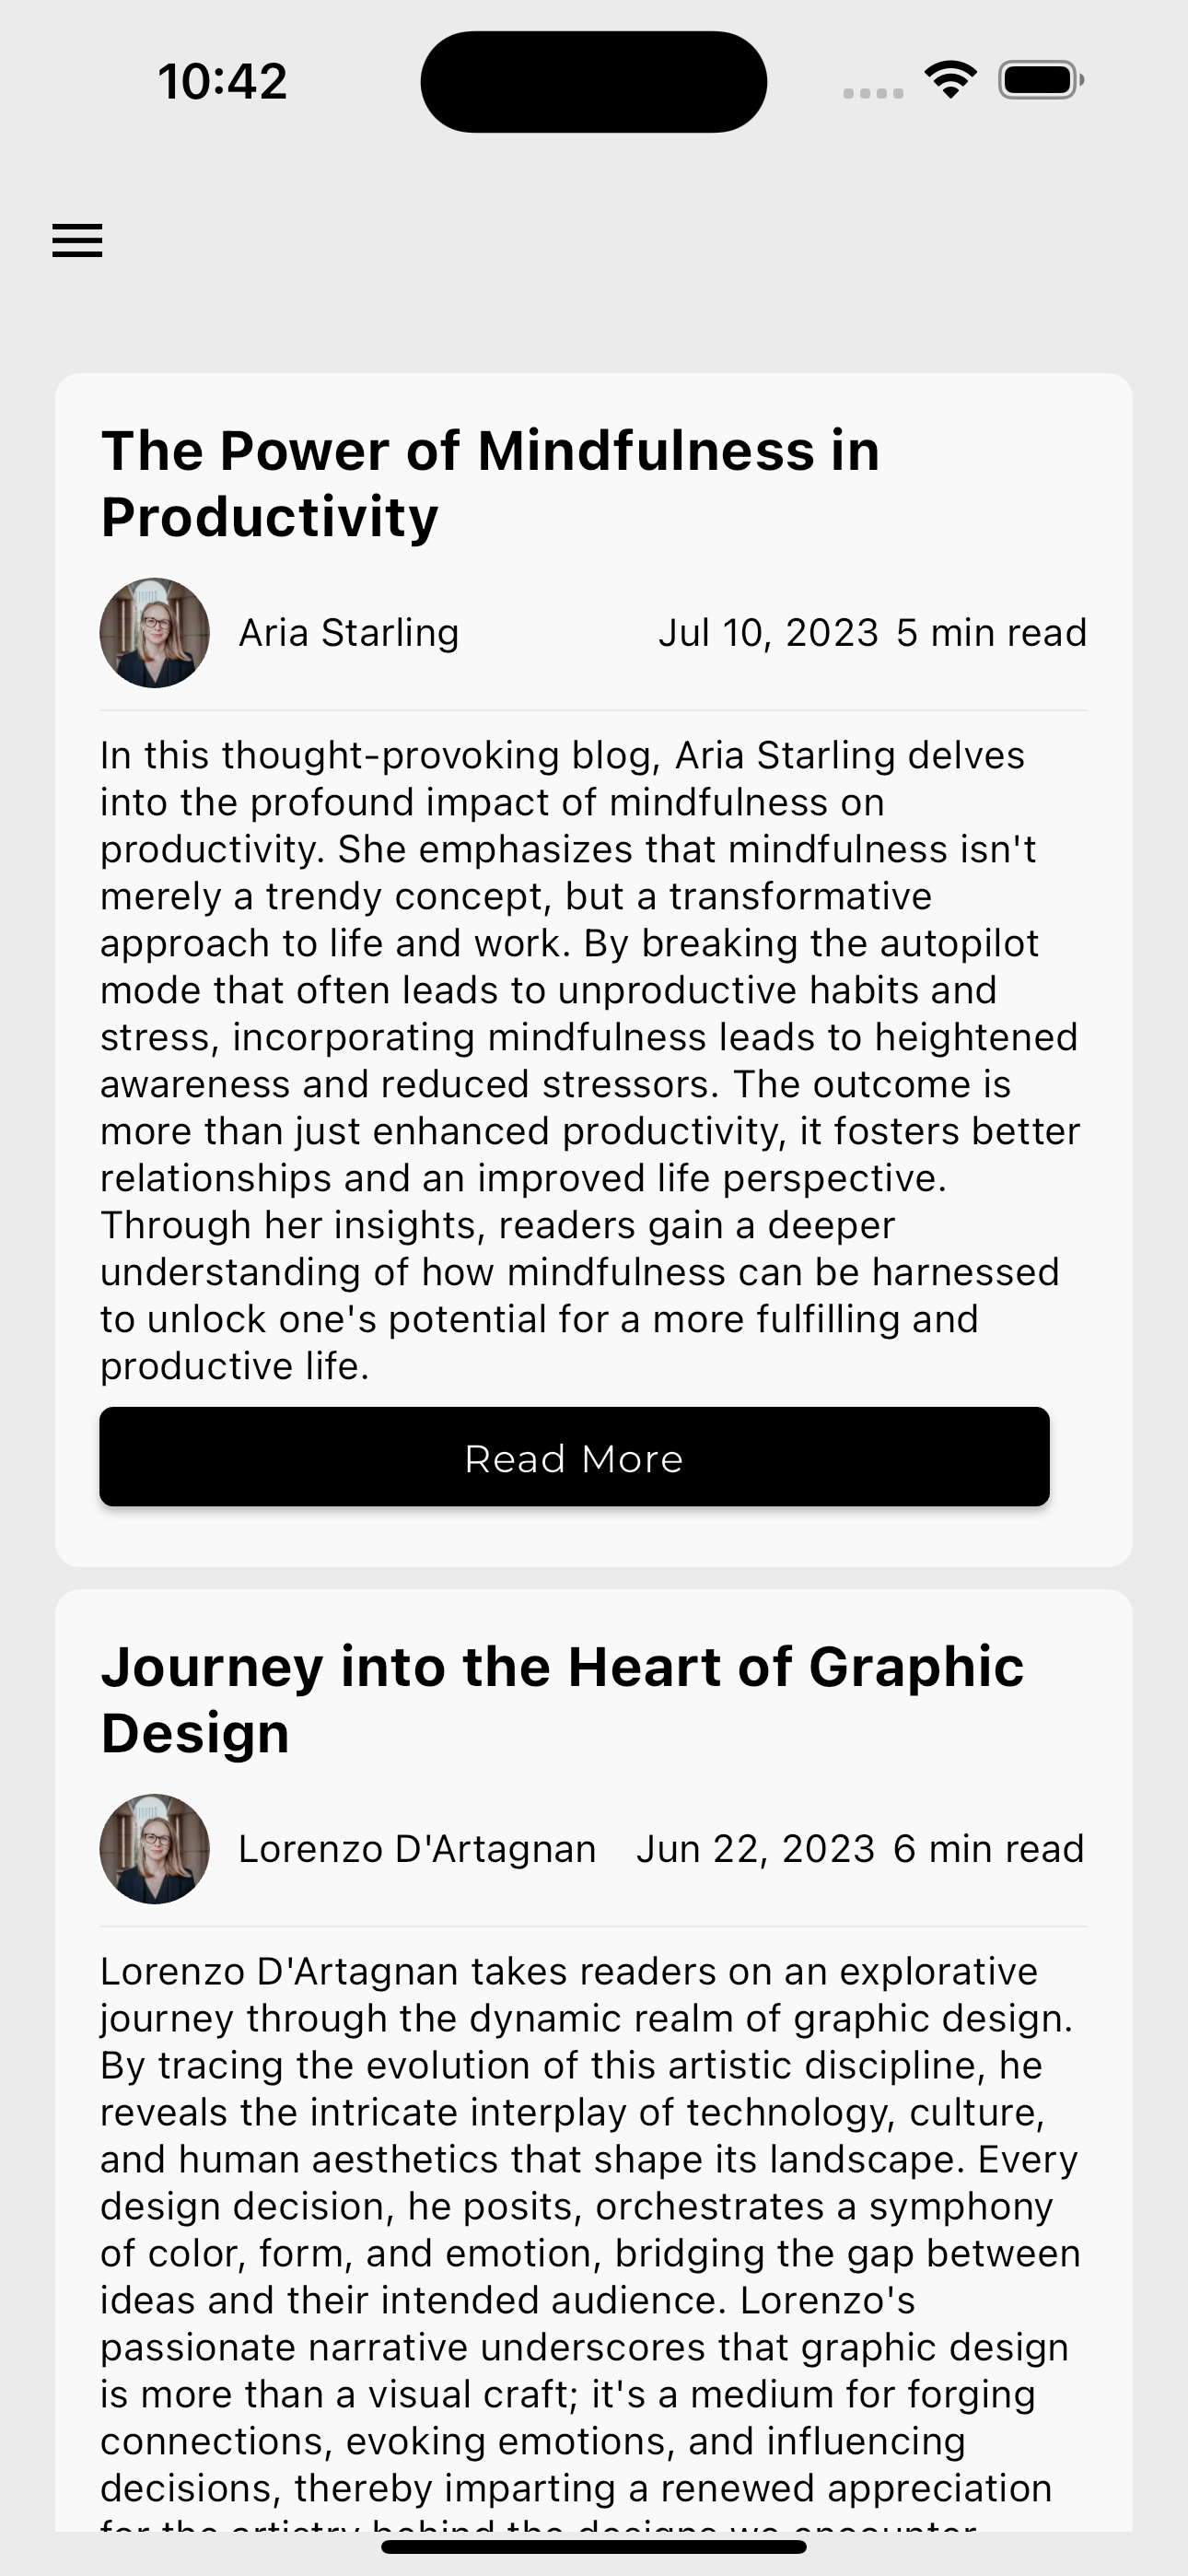 10:42
The Power of Mindfulness in
Productivity
Aria Starling Jul 10, 2023 5 min read
In this thought-provoking blog, Aria Starling delves
into the profound impact of mindfulness on
productivity. She emphasizes that mindfulness isn't
merely a trendy concept, but a transformative
approach to life and work. By breaking the autopilot
mode that often leads to unproductive habits and
stress, incorporating mindfulness leads to heightened
awareness and reduced stressors. The outcome is
more than just enhanced productivity, it fosters better
relationships and an improved life perspective.
Through her insights, readers gain a deeper
understanding of how mindfulness can be harnessed
to unlock one's potential for a more fulfilling and
productive life.
Read More
Journey into the Heart of Graphic
Design
Lorenzo D'Artagnan Jun 22, 2023 6 min read
Lorenzo D'Artagnan takes readers on an explorative
journey through the dynamic realm of graphic design.
By tracing the evolution of this artistic discipline, he
reveals the intricate interplay of technology, culture,
and human aesthetics that shape its landscape. Every
design decision, he posits, orchestrates a symphony
of color, form, and emotion, bridging the gap between
ideas and their intended audience. Lorenzo's
passionate narrative underscores that graphic design
is more than a visual craft; it's a medium for forging
connections, evoking emotions, and influencing
decisions, thereby imparting a renewed appreciation
for the artistry behind the designs we encounter